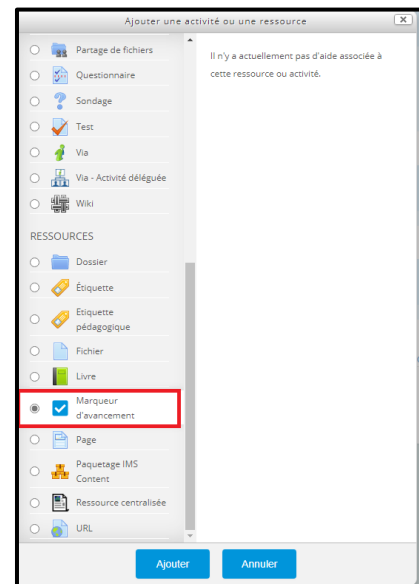 Ajouter une activité ou une ressource
Partage de fichiers
Questionnaire
Sondage
Test
Via
Via - Activité déléguée
Wiki
RESSOURCES
Dossier
Étiquette
Etiquette
pédagogique
Fichier
Livre
Marqueur
d'avancement
Page
Paquetage IMS
Content
Ressource centralisée
URL
Il n'y a actuellement pas d'aide associée à
cette ressource ou activité.
Ajouter
Annuler